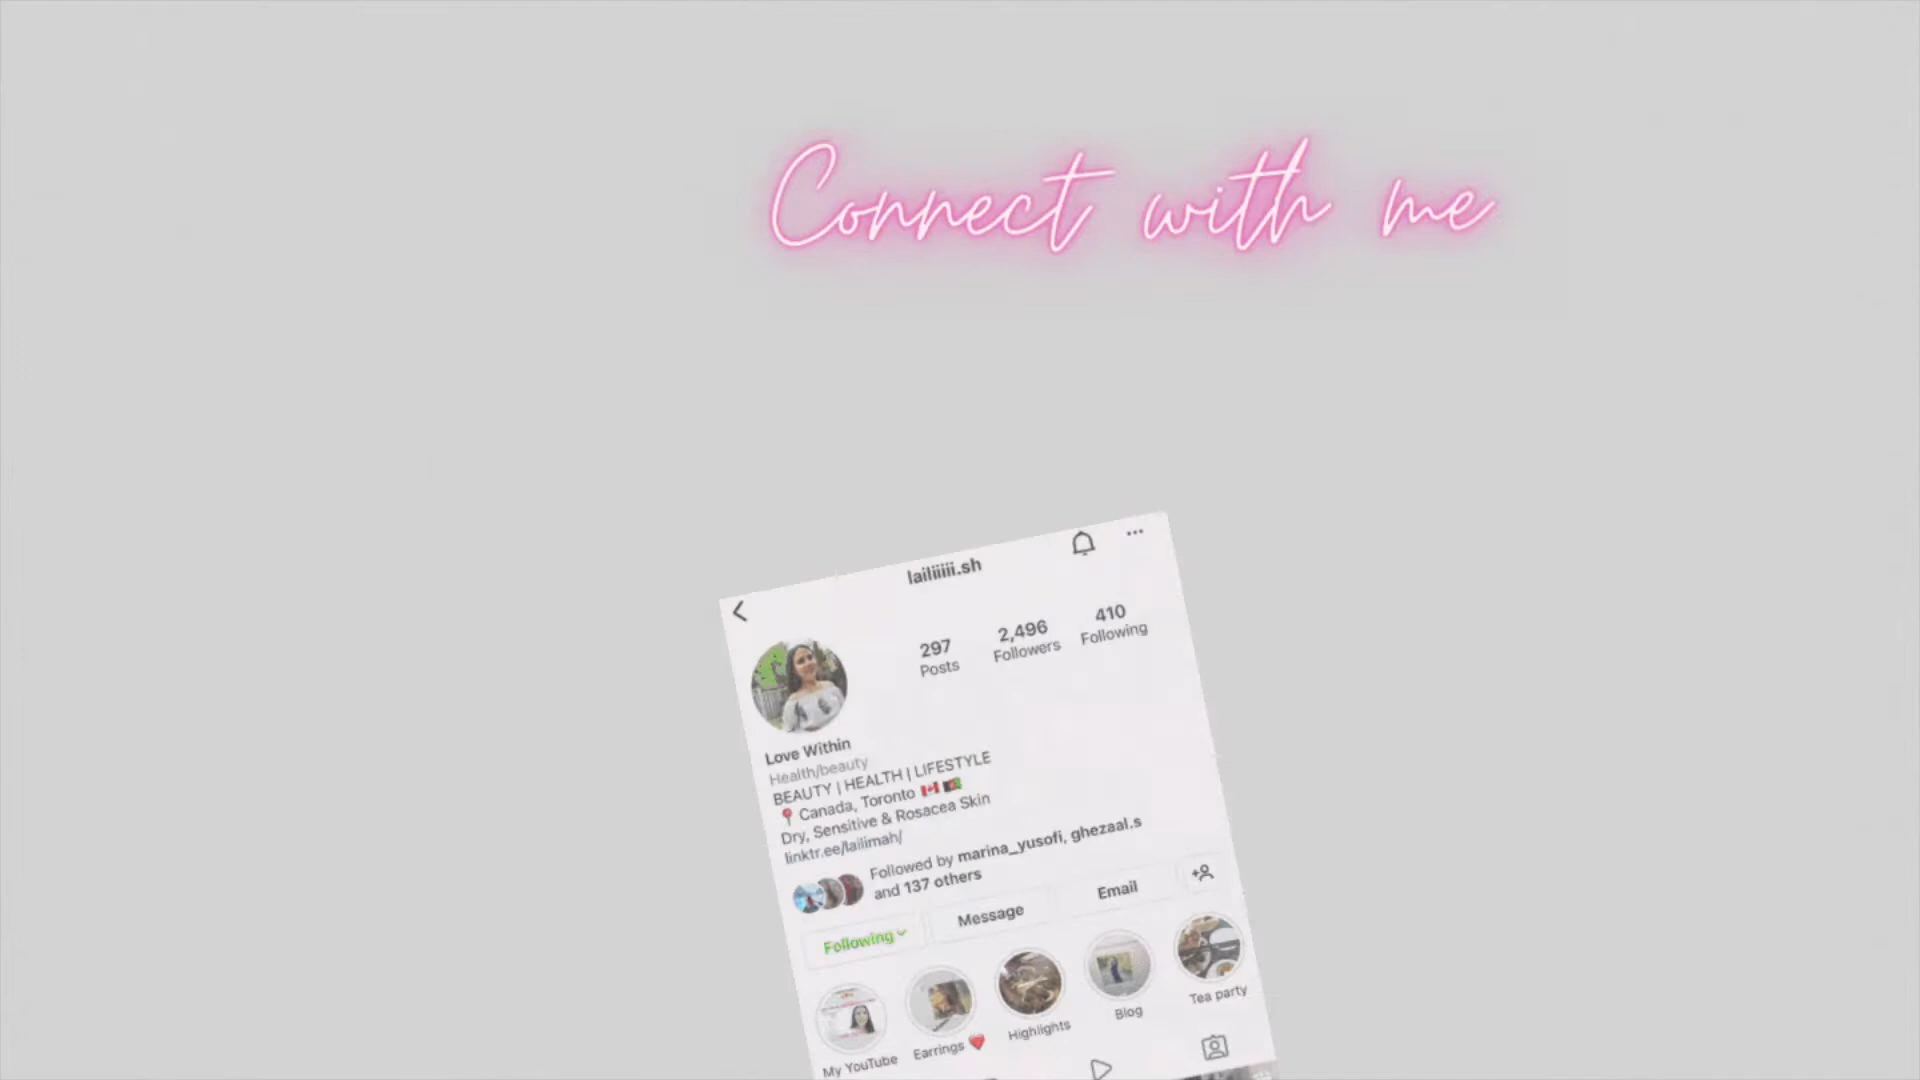 Connect with me
lailiiiii.sh
297 2,496 410
Posts Followers Following
Love Within
Health/beauty
BEAUTY | HEALTH | LIFESTYLE
📍 Canada, Toronto 🇨🇦 🇦🇫
Dry, Sensitive & Rosacea Skin
linktr.ee/lailimah/
Followed by marina_yusofi, ghezaal.s
and 137 others
Following Message Email
My YouTube Earrings ❤️ Highlights Blog Tea party